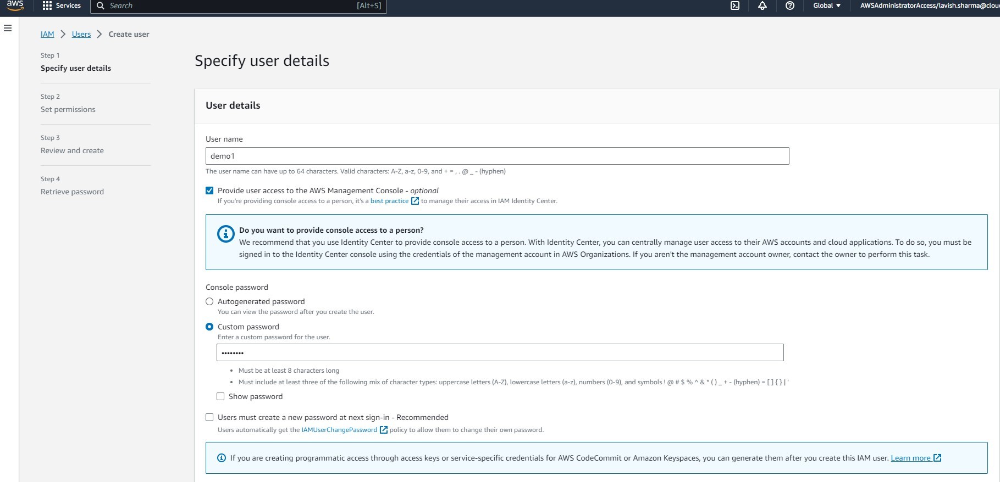 aws
Services
Search
[Alt+S]
Global
AWSAdministratorAccess/lavish.sharma@clou
IAM > Users > Create user
Step 1
Specify user details
Step 2
Set permissions
Step 3
Review and create
Step 4
Retrieve password
Specify user details
User details
User name
demo1
The user name can have up to 64 characters. Valid characters: A-Z, a-z, 0-9, and + = , . @ _ - (hyphen)
Provide user access to the AWS Management Console - optional
If you're providing console access to a person, it's a best practice to manage their access in IAM Identity Center.
Do you want to provide console access to a person?
We recommend that you use Identity Center to provide console access to a person. With Identity Center, you can centrally manage user access to their AWS accounts and cloud applications. To do so, you must be
signed in to the Identity Center console using the credentials of the management account in AWS Organizations. If you aren't the management account owner, contact the owner to perform this task.
Console password
Autogenerated password
You can view the password after you create the user.
Custom password
Enter a custom password for the user.
••••••••
• Must be at least 8 characters long
• Must include at least three of the following mix of character types: uppercase letters (A-Z), lowercase letters (a-z), numbers (0-9), and symbols ! @ # $ % ^ & * ( ) _ + - (hyphen) = [ ] { } | '
Show password
Users must create a new password at next sign-in - Recommended
Users automatically get the IAMUserChangePassword policy to allow them to change their own password.
If you are creating programmatic access through access keys or service-specific credentials for AWS CodeCommit or Amazon Keyspaces, you can generate them after you create this IAM user. Learn more